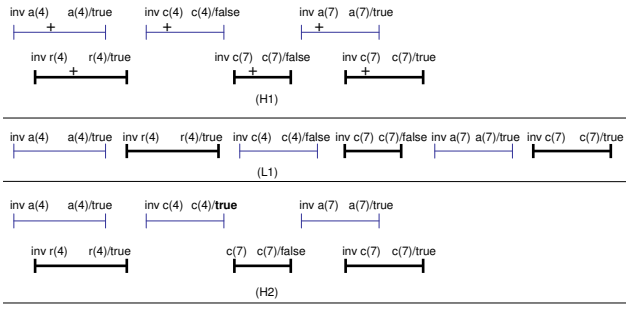 inv a(4) a(4)/true inv c(4) c(4)/false inv a(7) a(7)/true
+ + +
inv r(4) r(4)/true inv c(7) c(7)/false inv c(7) c(7)/true
+ + +
(H1)
inv a(4) a(4)/true inv r(4) r(4)/true inv c(4) c(4)/false inv c(7) c(7)/false inv a(7) a(7)/true inv c(7) c(7)/true
(L1)
inv a(4) a(4)/true inv c(4) c(4)/true inv a(7) a(7)/true
inv r(4) r(4)/true c(7) c(7)/false inv c(7) c(7)/true
(H2)